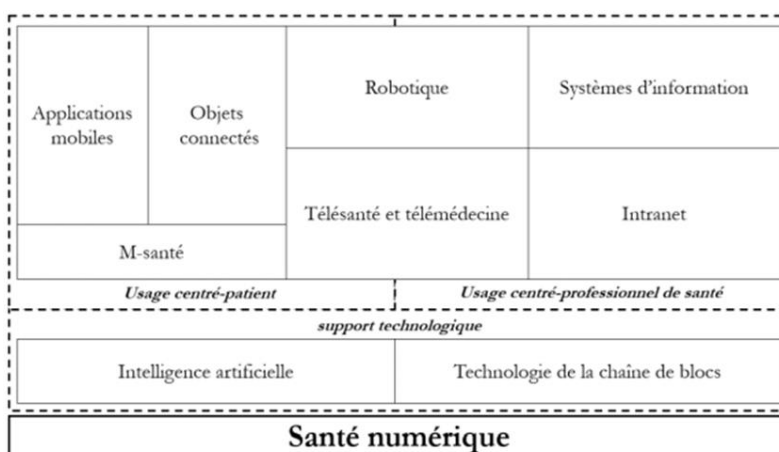 Applications
mobiles
Objets
connectés
Robotique
Systèmes d'information
Télésanté et télémédecine
Intranet
M-santé
Usage centré-patient
Usage centré-professionnel de santé
support technologique
Intelligence artificielle
Technologie de la chaîne de blocs
Santé numérique